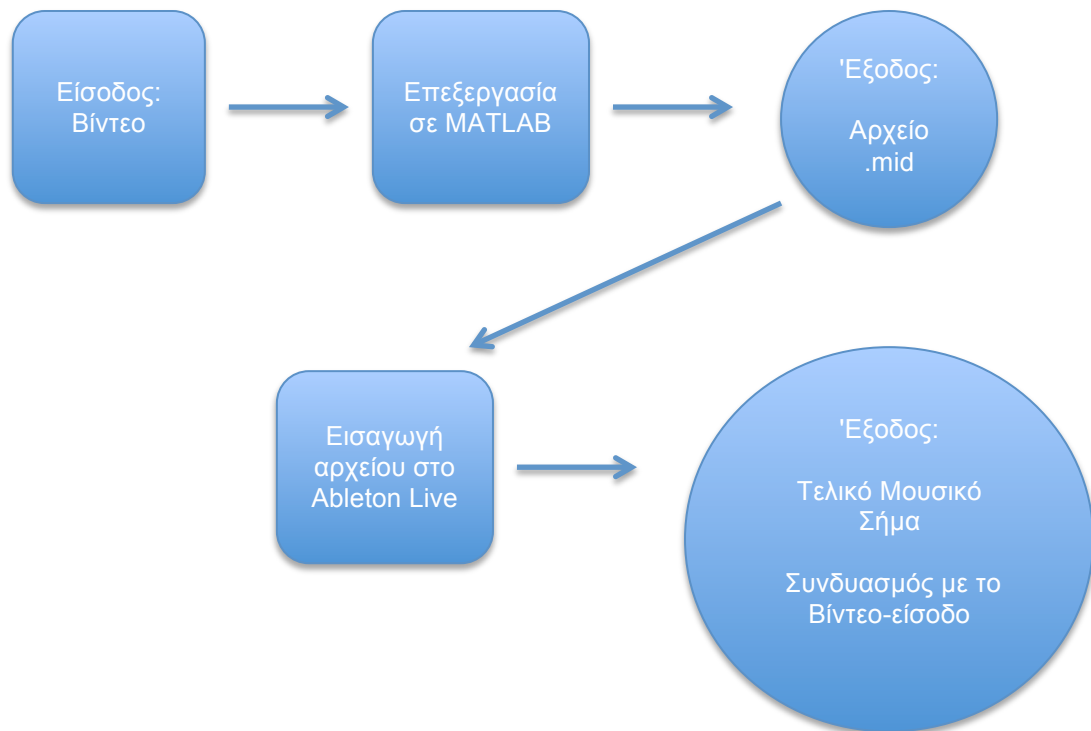 Είσοδος:
Βίντεο
Επεξεργασία
σε MATLAB
'Εξοδος:
Αρχείο
.mid
Εισαγωγή
αρχείου στο
Ableton Live
'Εξοδος:
Τελικό Μουσικό
Σήμα
Συνδυασμός με το
Βίντεο-είσοδο